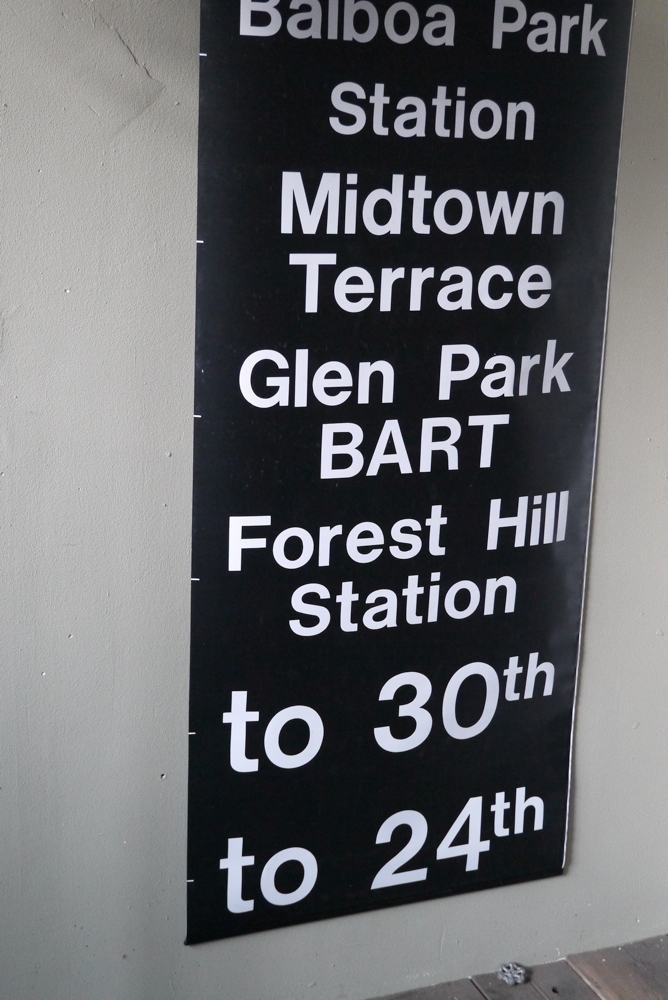 Balboa Park
Station
Midtown
Terrace
Glen Park
BART
Forest Hill
Station
to 30th
to 24th